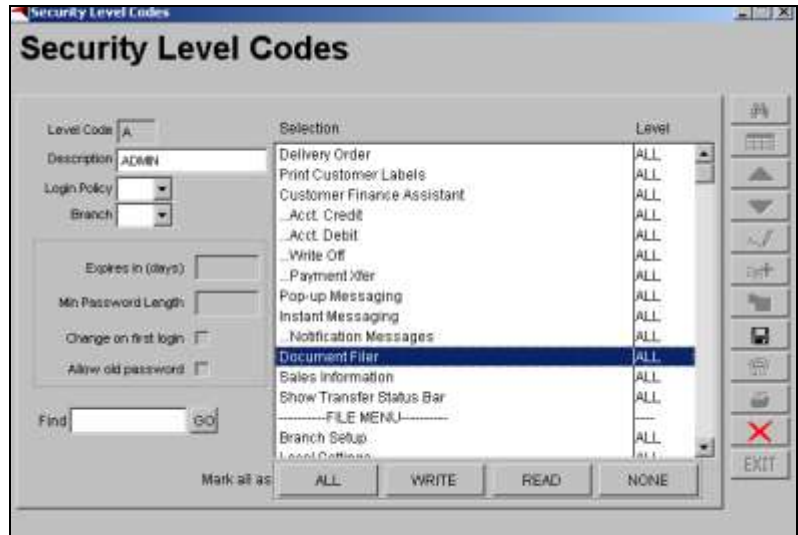 Security Level Codes
Security Level Codes
Level Code A
Description ADMIN
Login Policy
Branch
Expires in (days)
Min Password Length
Change on first login
Allow old password
Find GO
Selection Level
Delivery Order ALL
Print Customer Labels ALL
Customer Finance Assistant ALL
...Acct. Credit ALL
...Acct. Debit ALL
...Write Off ALL
...Payment Xfer ALL
Pop-up Messaging ALL
Instant Messaging ALL
...Notification Messages ALL
Document Filer ALL
Sales Information ALL
Show Transfer Status Bar ALL
----------FILE MENU---------- ----
Branch Setup ALL
Local Settings ALL
Mark all as ALL WRITE READ NONE
EXIT